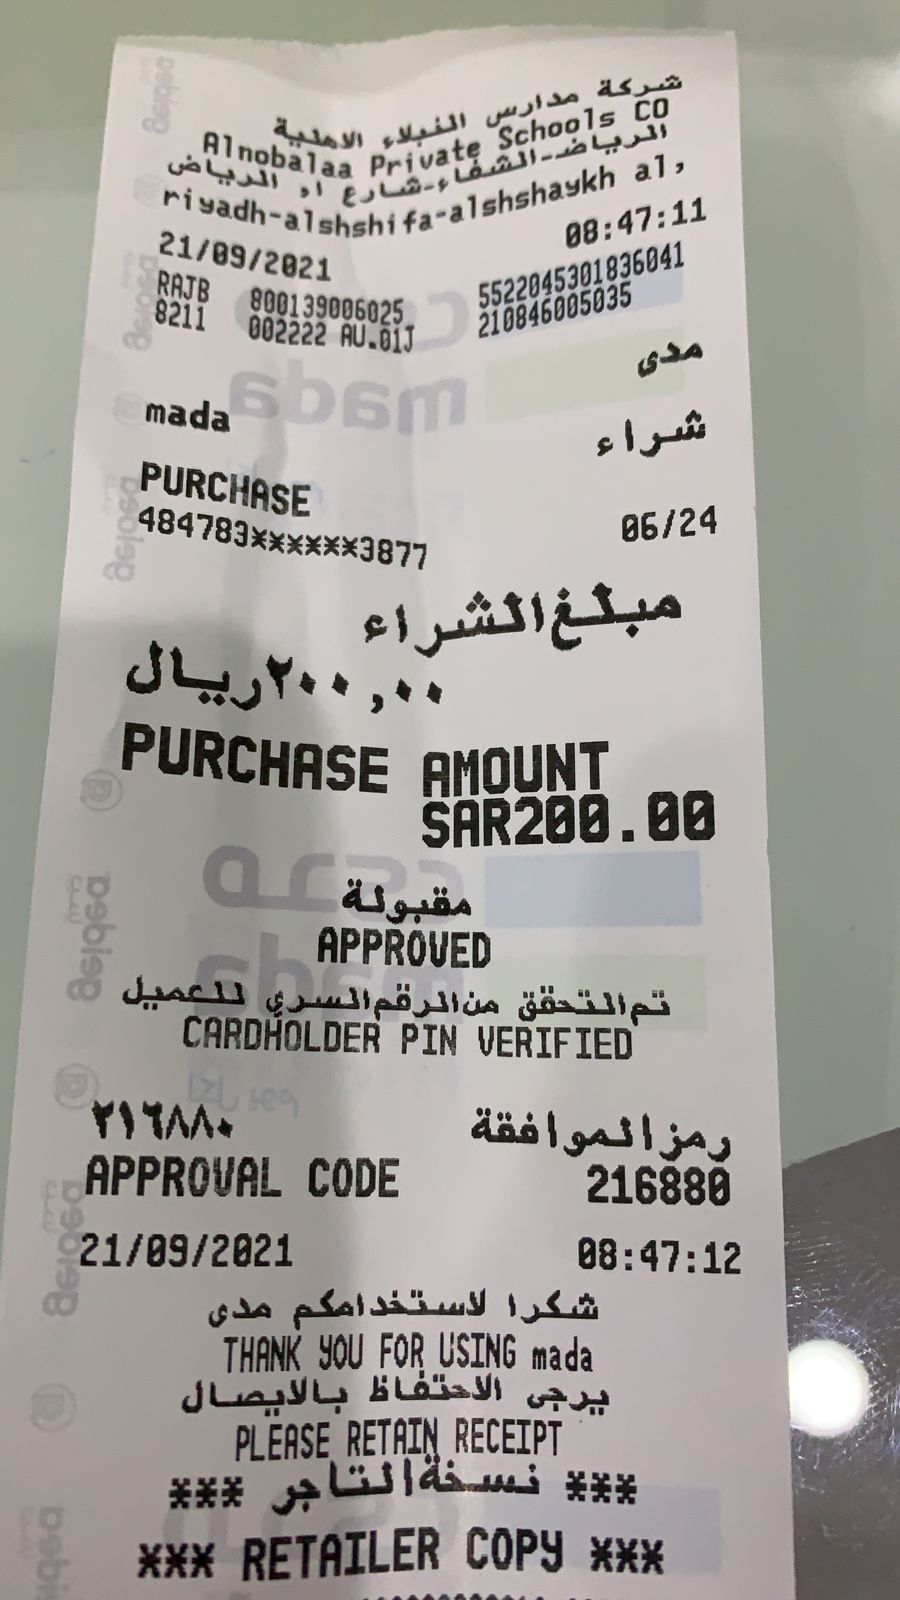 شركة مدارس النبلاء الاهلية
Alnobalaa Private Schools CO
الرياض-الشفاء-شارع اد الرياض
riyadh-alshshifa-alshshaykh al,
21/09/2021 08:47:11
RAJB 800139006025 5522045301836041
8211 002222 AU.01J 210846005035
مدى
mada
شراء
PURCHASE
484783******3877 06/24
مبلغ الشراء
٢٠٠,٠٠ ريال
PURCHASE AMOUNT
SAR200.00
مقبولة
APPROVED
تم التحقق من الرقم السري للعميل
CARDHOLDER PIN VERIFIED
رمز الموافقة ٢١٦٨٨٠
APPROVAL CODE 216880
21/09/2021 08:47:12
شكرا لاستخدامكم مدى
THANK YOU FOR USING mada
يرجى الاحتفاظ بالايصال
PLEASE RETAIN RECEIPT
*** نسخة التاجر ***
*** RETAILER COPY ***